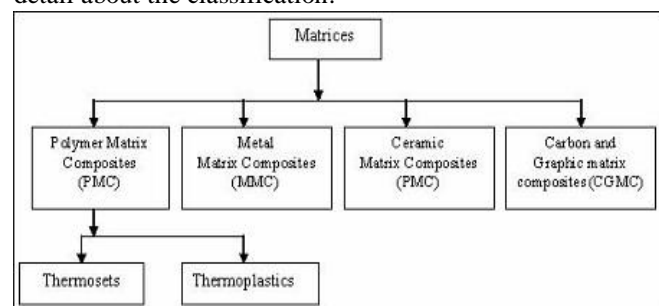 detail about the classification.
Matrices
Polymer Matrix
Composites
(PMC)
Metal
Matrix Composites
(MMC)
Ceramic
Matrix Composites
(PMC)
Carbon and
Graphic matrix
composites (CGMC)
Thermosets
Thermoplastics